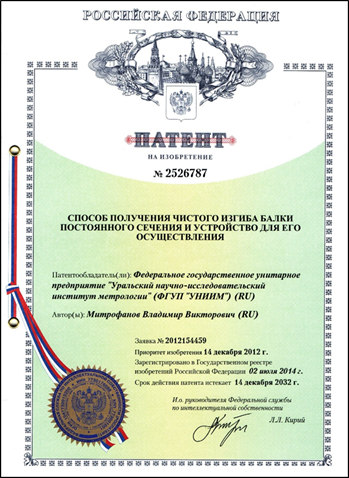 РОССИЙСКАЯ ФЕДЕРАЦИЯ
ПАТЕНТ
НА ИЗОБРЕТЕНИЕ
№ 2526787
СПОСОБ ПОЛУЧЕНИЯ ЧИСТОГО ИЗГИБА БАЛКИ
ПОСТОЯННОГО СЕЧЕНИЯ И УСТРОЙСТВО ДЛЯ ЕГО
ОСУЩЕСТВЛЕНИЯ
Патентообладатель(ли): Федеральное государственное унитарное
предприятие "Уральский научно-исследовательский
институт метрологии" (ФГУП "УНИИМ") (RU)
Автор(ы): Митрофанов Владимир Викторович (RU)
Заявка № 2012154459
Приоритет изобретения 14 декабря 2012 г.
Зарегистрировано в Государственном реестре
изобретений Российской Федерации 02 июля 2014 г.
Срок действия патента истекает 14 декабря 2032 г.
И.о. руководителя Федеральной службы
по интеллектуальной собственности
Л.Л. Кирий